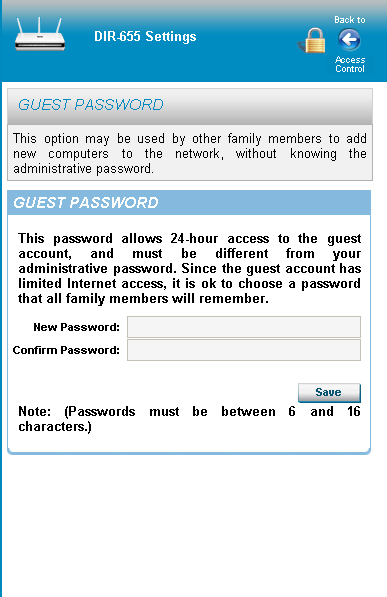 Back to
DIR-655 Settings
Access
Control
GUEST PASSWORD
This option may be used by other family members to add
new computers to the network, without knowing the
administrative password.
GUEST PASSWORD
This password allows 24-hour access to the guest
account, and must be different from your
administrative password. Since the guest account has
limited Internet access, it is ok to choose a password
that all family members will remember.
New Password:
Confirm Password:
Save
Note: (Passwords must be between 6 and 16
characters.)